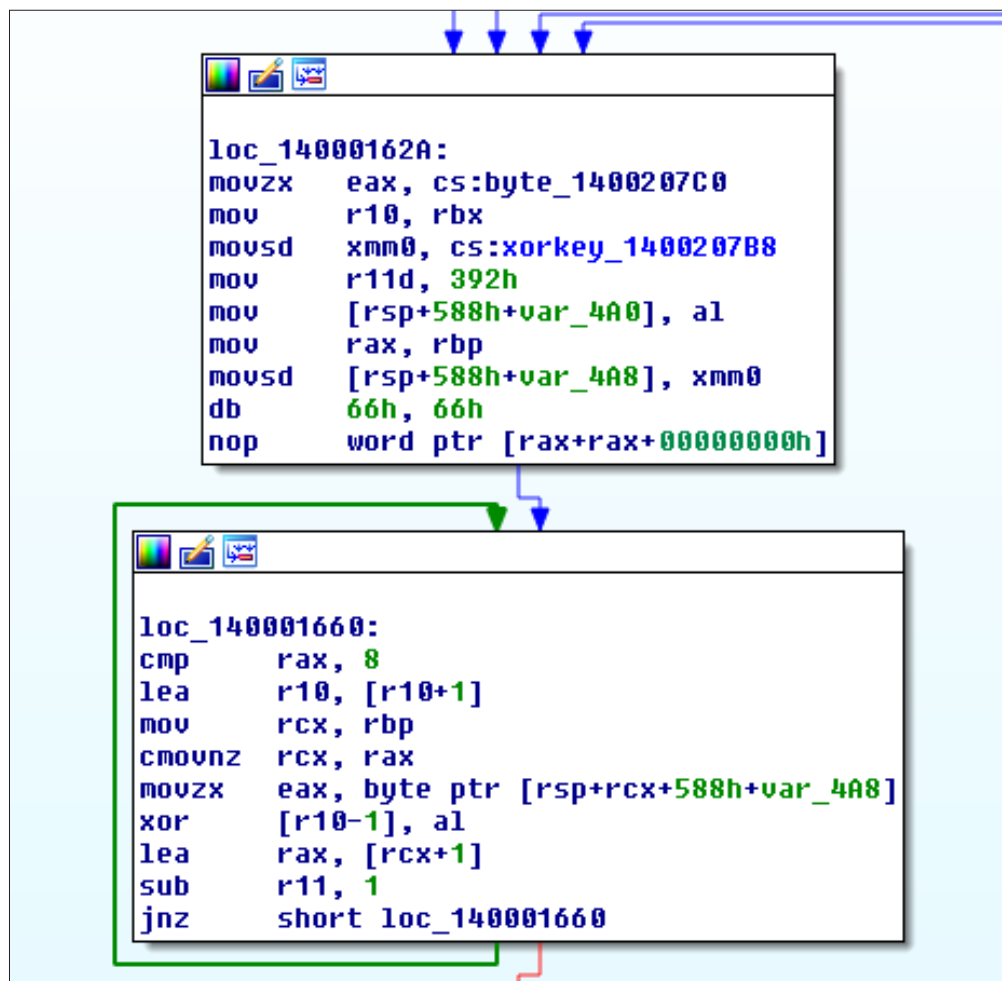 loc_14000162A:
movzx eax, cs:byte_1400207C0
mov r10, rbx
movsd xmm0, cs:xorkey_1400207B8
mov r11d, 392h
mov [rsp+588h+var_4A0], al
mov rax, rbp
movsd [rsp+588h+var_4A8], xmm0
db 66h, 66h
nop word ptr [rax+rax+00000000h]
loc_140001660:
cmp rax, 8
lea r10, [r10+1]
mov rcx, rbp
cmovnz rcx, rax
movzx eax, byte ptr [rsp+rcx+588h+var_4A8]
xor [r10-1], al
lea rax, [rcx+1]
sub r11, 1
jnz short loc_140001660